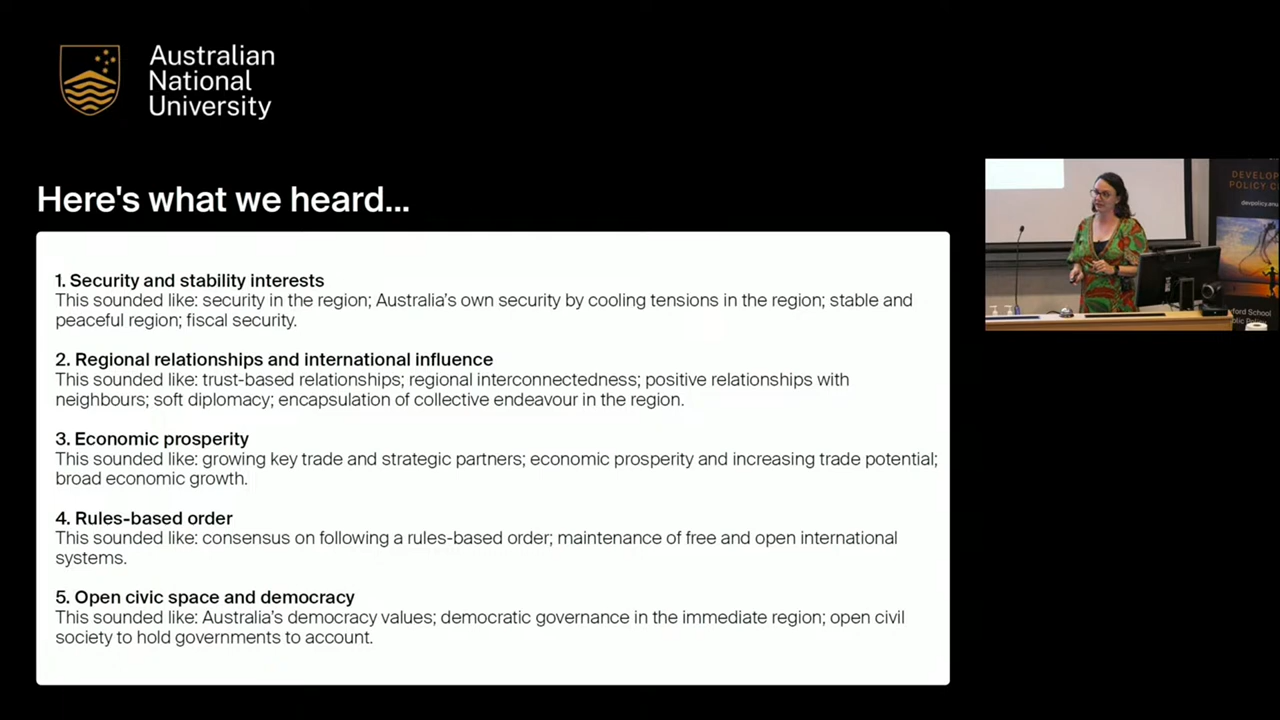 Australian
National
University
Here's what we heard...
1. Security and stability interests
This sounded like: security in the region; Australia's own security by cooling tensions in the region; stable and
peaceful region; fiscal security.
2. Regional relationships and international influence
This sounded like: trust-based relationships; regional interconnectedness; positive relationships with
neighbours; soft diplomacy; encapsulation of collective endeavour in the region.
3. Economic prosperity
This sounded like: growing key trade and strategic partners; economic prosperity and increasing trade potential;
broad economic growth.
4. Rules-based order
This sounded like: consensus on following a rules-based order; maintenance of free and open international
systems.
5. Open civic space and democracy
This sounded like: Australia's democracy values; democratic governance in the immediate region; open civil
society to hold governments to account.
DEVELOP
POLICY CE
devpolicy.anu